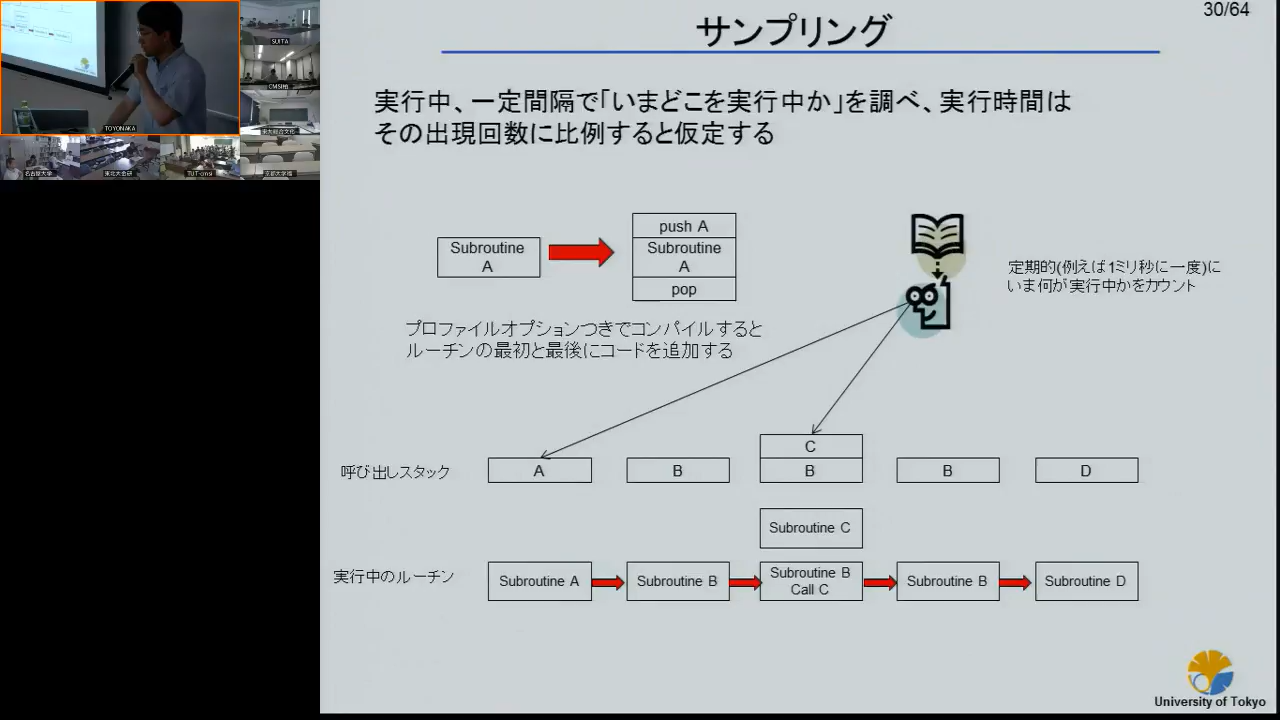 サンプリング
30/64
実行中、一定間隔で「いまどこを実行中か」を調べ、実行時間は
その出現回数に比例すると仮定する
Subroutine
A
push A
Subroutine
A
pop
定期的(例えば1ミリ秒に一度)に
いま何が実行中かをカウント
プロファイルオプションつきでコンパイルすると
ルーチンの最初と最後にコードを追加する
呼び出しスタック
A
B
C
B
B
D
Subroutine C
実行中のルーチン
Subroutine A
Subroutine B
Subroutine B
Call C
Subroutine B
Subroutine D
University of Tokyo
TOYONAKA
SUITA
名古屋大学
TUT-cmsi